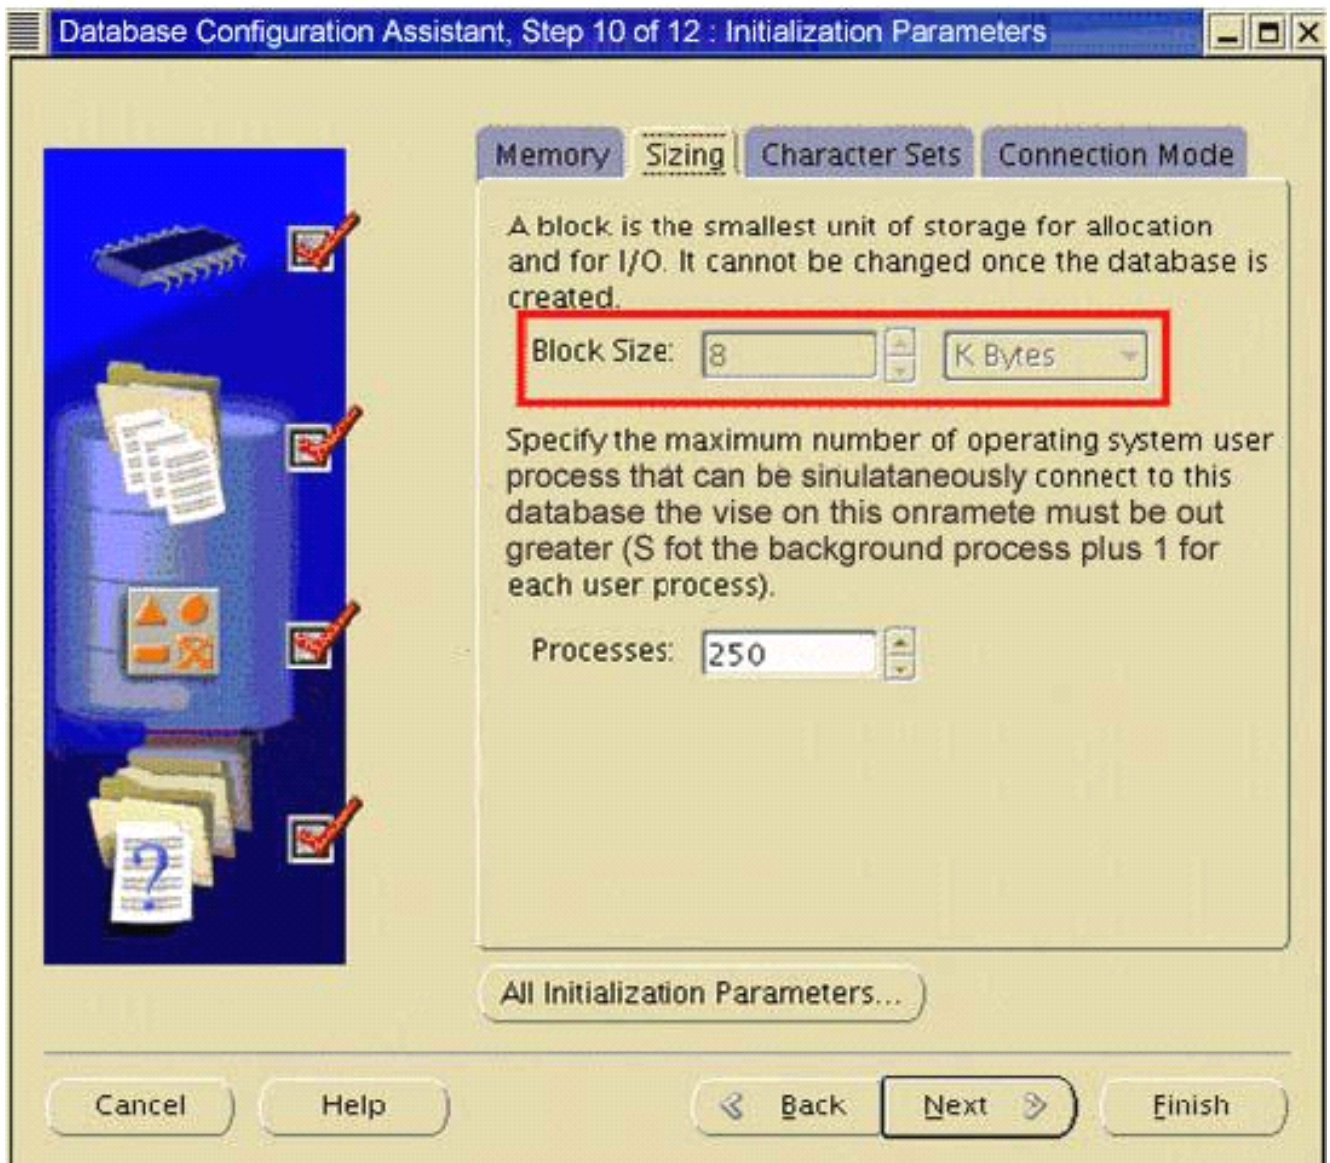 Database Configuration Assistant, Step 10 of 12 : Initialization Parameters
Memory Sizing Character Sets Connection Mode
A block is the smallest unit of storage for allocation
and for I/O. It cannot be changed once the database is
created.
Block Size: 8 K Bytes
Specify the maximum number of operating system user
process that can be sinulataneously connect to this
database the vise on this onramete must be out
greater (S fot the background process plus 1 for
each user process).
Processes: 250
?
All Initialization Parameters...
Cancel Help Back Next Finish